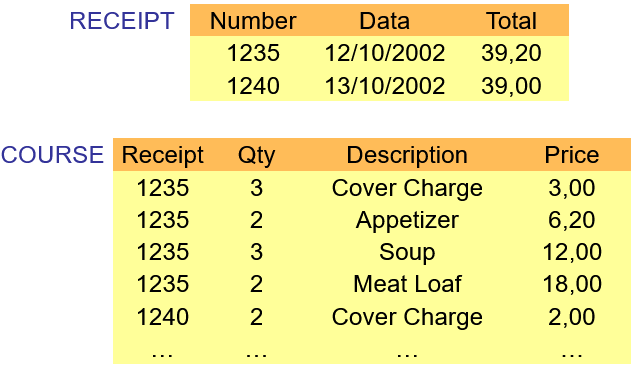 RECEIPT Number Data Total
1235 12/10/2002 39,20
1240 13/10/2002 39,00
COURSE Receipt Qty Description Price
1235 3 Cover Charge 3,00
1235 2 Appetizer 6,20
1235 3 Soup 12,00
1235 2 Meat Loaf 18,00
1240 2 Cover Charge 2,00
… … … …